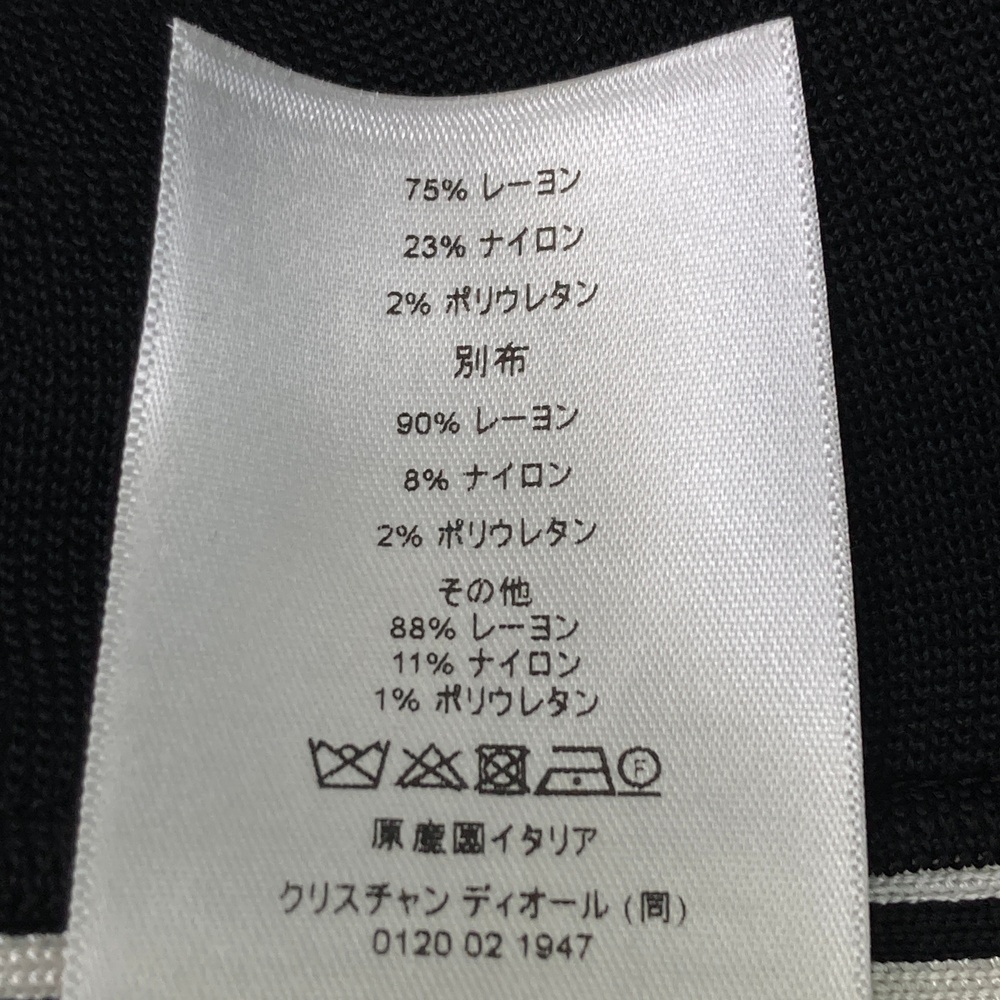 75% レーヨン
23% ナイロン
2% ポリウレタン
別布
90% レーヨン
8% ナイロン
2% ポリウレタン
その他
88% レーヨン
11% ナイロン
1% ポリウレタン
F
原産國イタリア
クリスチャン ディオール (同)
0120 02 1947